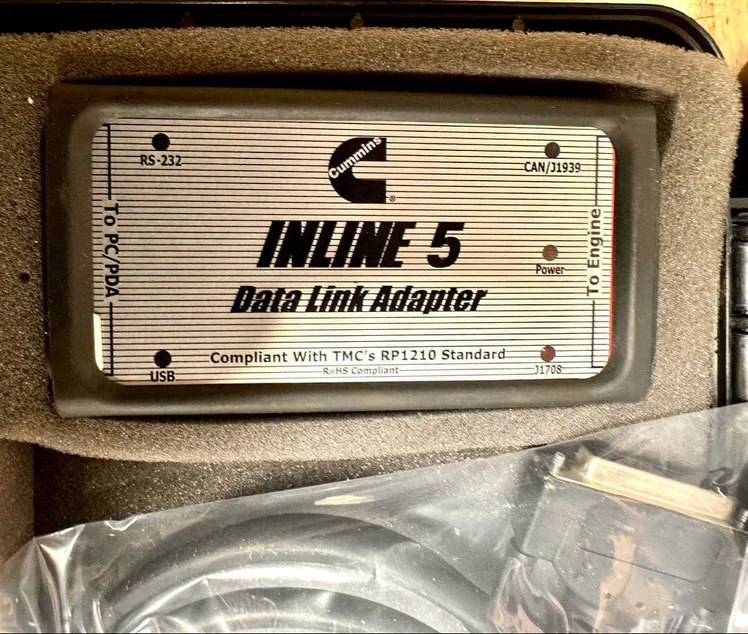 RS-232
Cummins
®
CAN/J1939
To PC/PDA
INLINE 5
Power
To Engine
Data Link Adapter
Compliant With TMC's RP1210 Standard
RoHS Compliant
USB
J1708